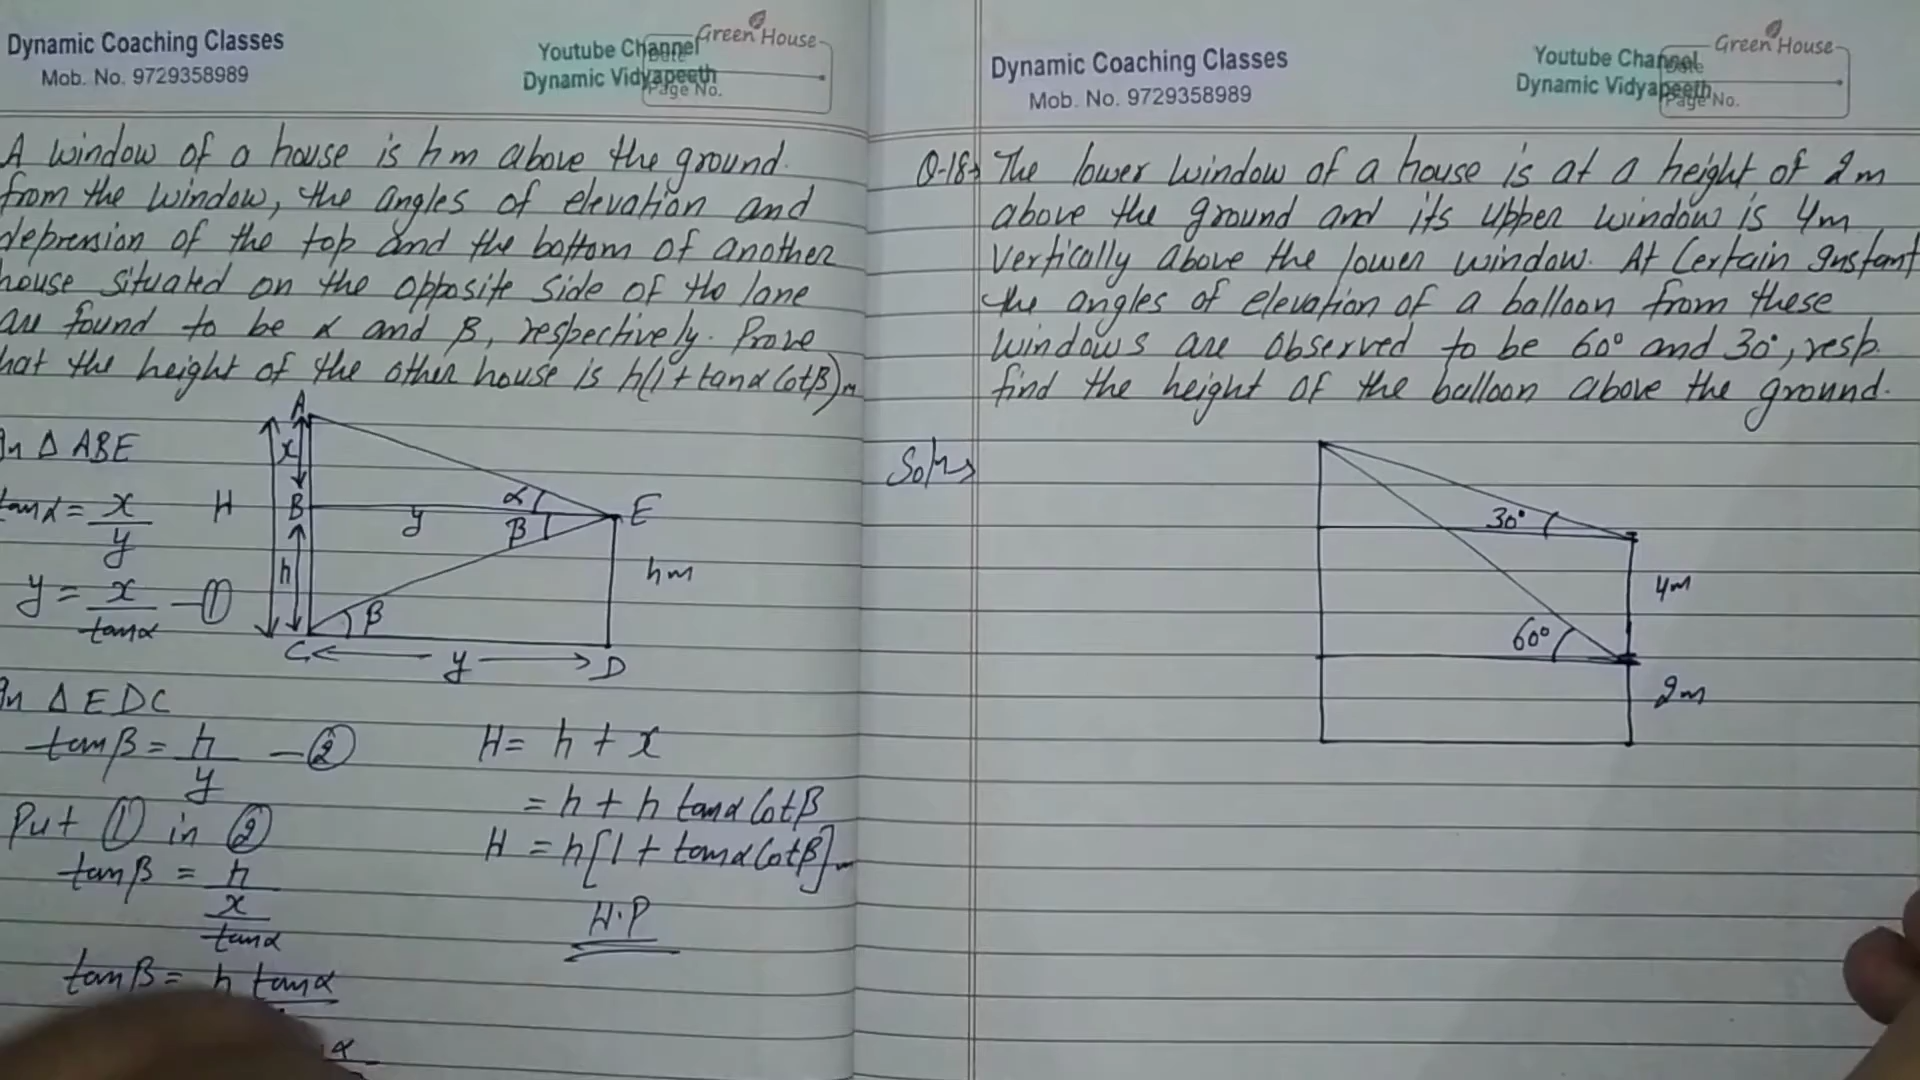 Dynamic Coaching Classes
Mob. No. 9729358989
Youtube Channel
Dynamic Vidyapeeth
Green House
Date
Page No.
A window of a house is hm above the ground.
from the window, the angles of elevation and
depression of the top and the bottom of another
house situated on the opposite side of the lane
are found to be α and β, respectively. Prove
hat the height of the other house is h(1+tanα Cotβ)m
In Δ ABE
tanα = x/y
y = x/tanα - ①
A
x
H
B
y
α
β
E
h
hm
β
C
y
D
In Δ EDC
tanβ = h/y - ②
Put ① in ②
tanβ = h/(x/tanα)
tanβ = h tanα
α
H = h + x
= h + h tanα Cotβ
H = h[1 + tanα Cotβ]m
H.P
Dynamic Coaching Classes
Mob. No. 9729358989
Youtube Channel
Dynamic Vidyapeeth
Green House
Date
Page No.
Q-18→ The lower window of a house is at a height of 2m
above the ground and its upper window is 4m
vertically above the lower window. At Certain Instant
the angles of elevation of a balloon from these
windows are observed to be 60° and 30°, resp.
find the height of the balloon above the ground.
Soln→
30°
4m
60°
2m